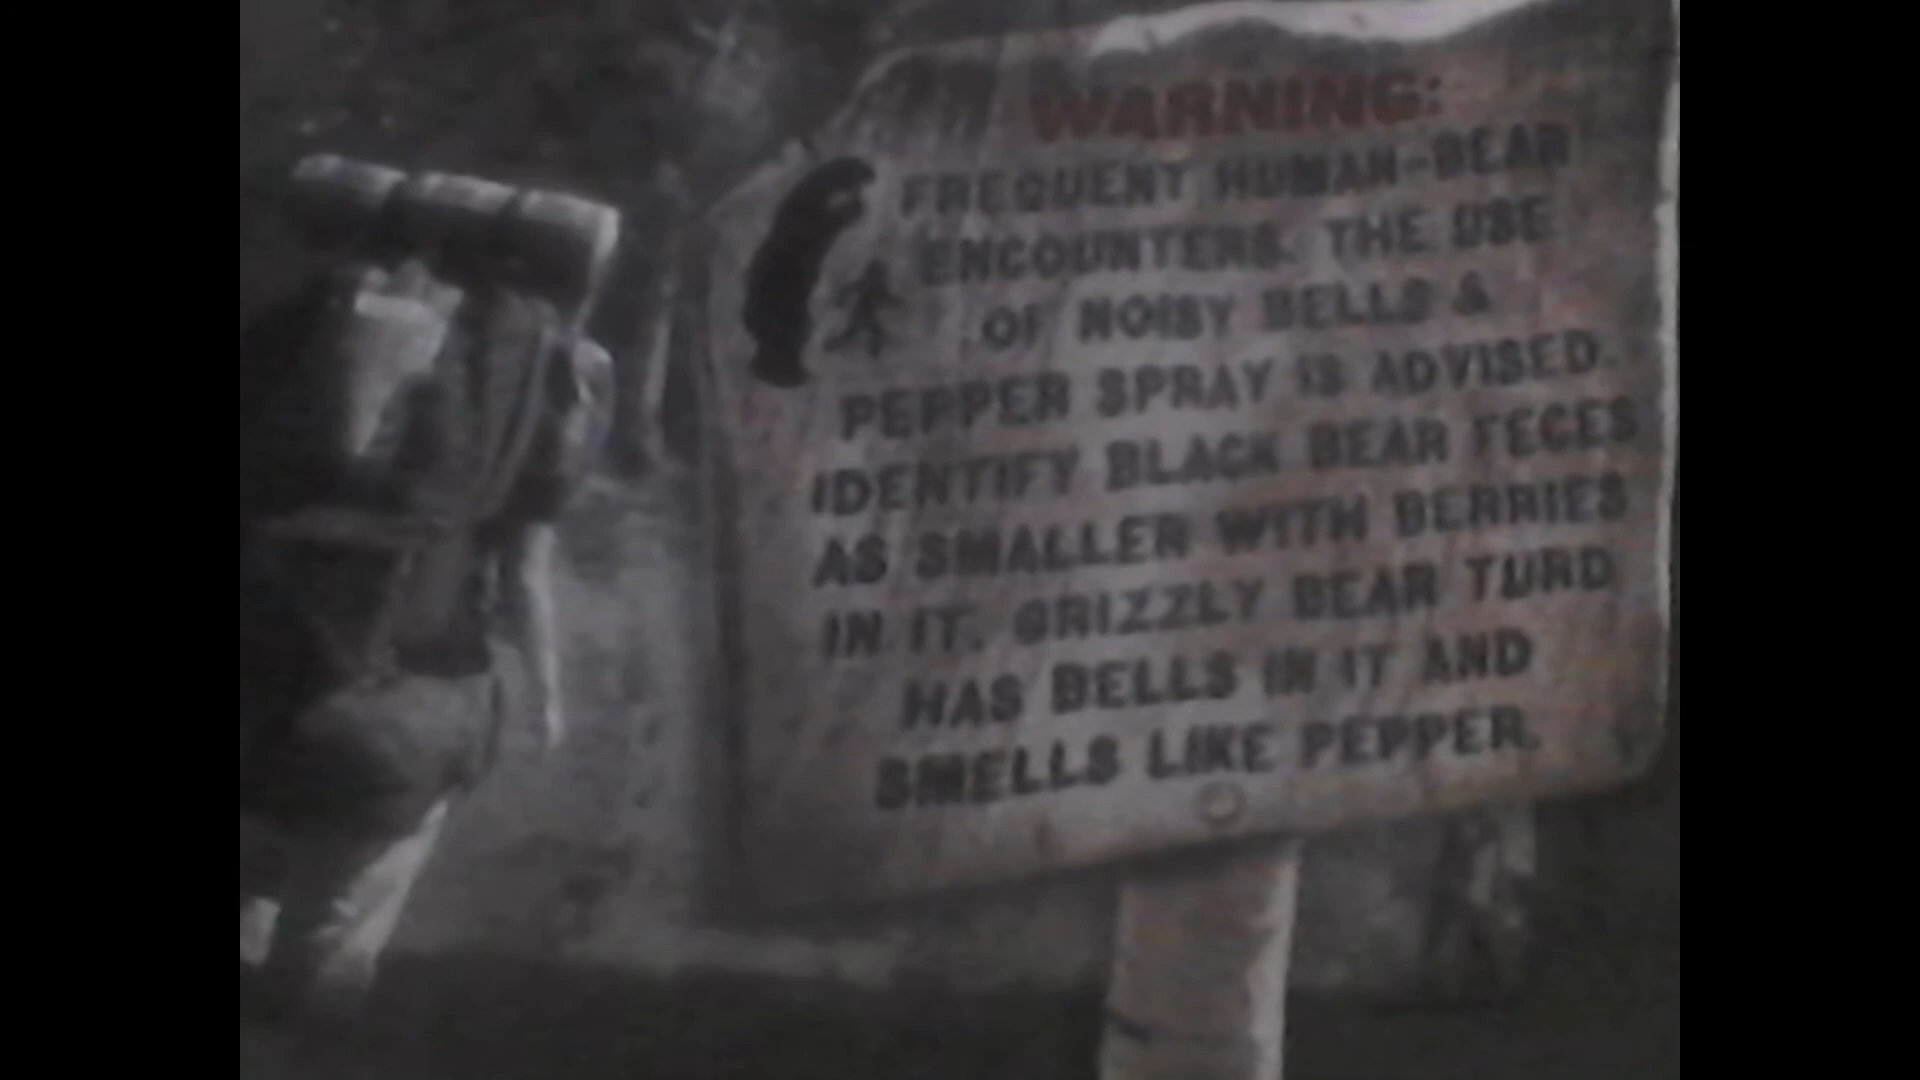 WARNING:
FREQUENT HUMAN-BEAR
ENCOUNTERS. THE USE
OF NOISY BELLS &
PEPPER SPRAY IS ADVISED.
IDENTIFY BLACK BEAR FECES
AS SMALLER WITH BERRIES
IN IT. GRIZZLY BEAR TURD
HAS BELLS IN IT AND
SMELLS LIKE PEPPER.